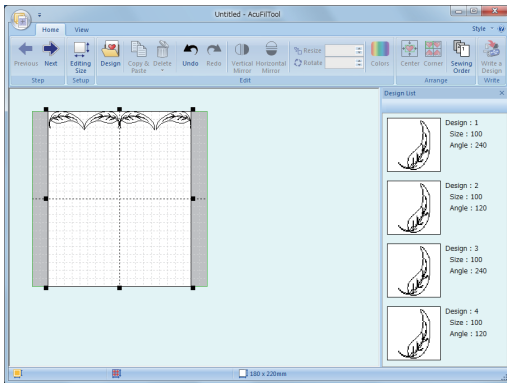 Untitled - AcuFilTool
Home View Style
Previous Next Editing Size Design Copy & Paste Delete Undo Redo Vertical Mirror Horizontal Mirror Resize Rotate Colors Center Corner Sewing Order Write a Design
Step Setup Edit Arrange Write
Design List
Design : 1
Size : 100
Angle : 240
Design : 2
Size : 100
Angle : 120
Design : 3
Size : 100
Angle : 240
Design : 4
Size : 100
Angle : 120
180 x 220mm